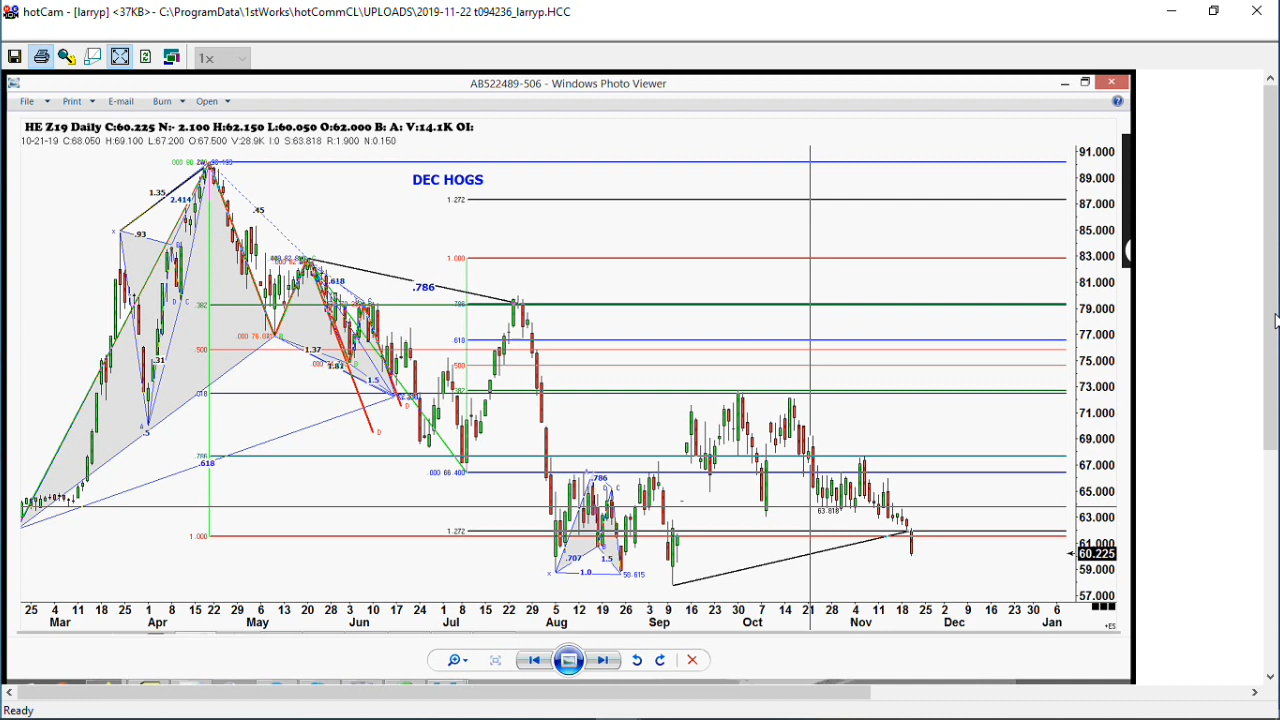 hotCam - [larryp] <37KB>- C:\ProgramData\1stWorks\hotCommCL\UPLOADS\2019-11-22 t094236_larryp.HCC
1x
AB522489-506 - Windows Photo Viewer
File Print E-mail Burn Open
HE Z19 Daily C:60.225 N:- 2.100 H:62.150 L:60.050 O:62.000 B: A: V:14.1K OI:
10-21-19 C:68.050 H:69.100 L:67.200 O:67.500 V:28.9K I:0 S:63.818 R:1.900 N:0.150
DEC HOGS
91.000
89.000
87.000
85.000
83.000
81.000
79.000
77.000
75.000
73.000
71.000
69.000
67.000
65.000
63.000
61.000
60.225
59.000
57.000
1.35
2.414
.45
x
.93
B
1.272
1.000
.618
.786
.382
.786
.618
.500
.500
.382
D C
.31
1.37
1.5
.618
A
.5
D
D
.786
.618
.000 66 400
.786
D C
63.818
1.272
1.000
.707
1.5
x
1.0
58.615
25 4 11 18 25 1 8 15 22 29 6 13 20 28 3 10 17 24 1 8 15 22 29 5 12 19 26 3 9 16 23 30 7 14 21 28 4 11 18 25 2 9 16 23 30 6
Mar Apr May Jun Jul Aug Sep Oct Nov Dec Jan
+ES
Ready